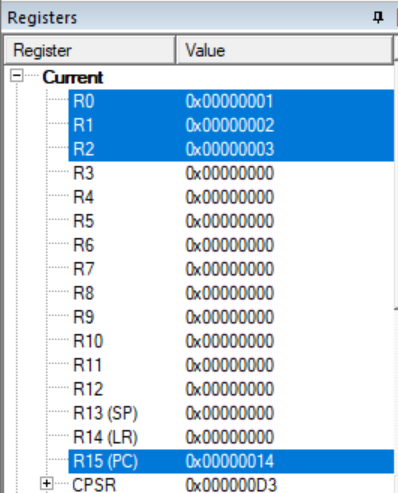 Registers
Register Value
Current
R0 0x00000001
R1 0x00000002
R2 0x00000003
R3 0x00000000
R4 0x00000000
R5 0x00000000
R6 0x00000000
R7 0x00000000
R8 0x00000000
R9 0x00000000
R10 0x00000000
R11 0x00000000
R12 0x00000000
R13 (SP) 0x00000000
R14 (LR) 0x00000000
R15 (PC) 0x00000014
CPSR 0x000000D3